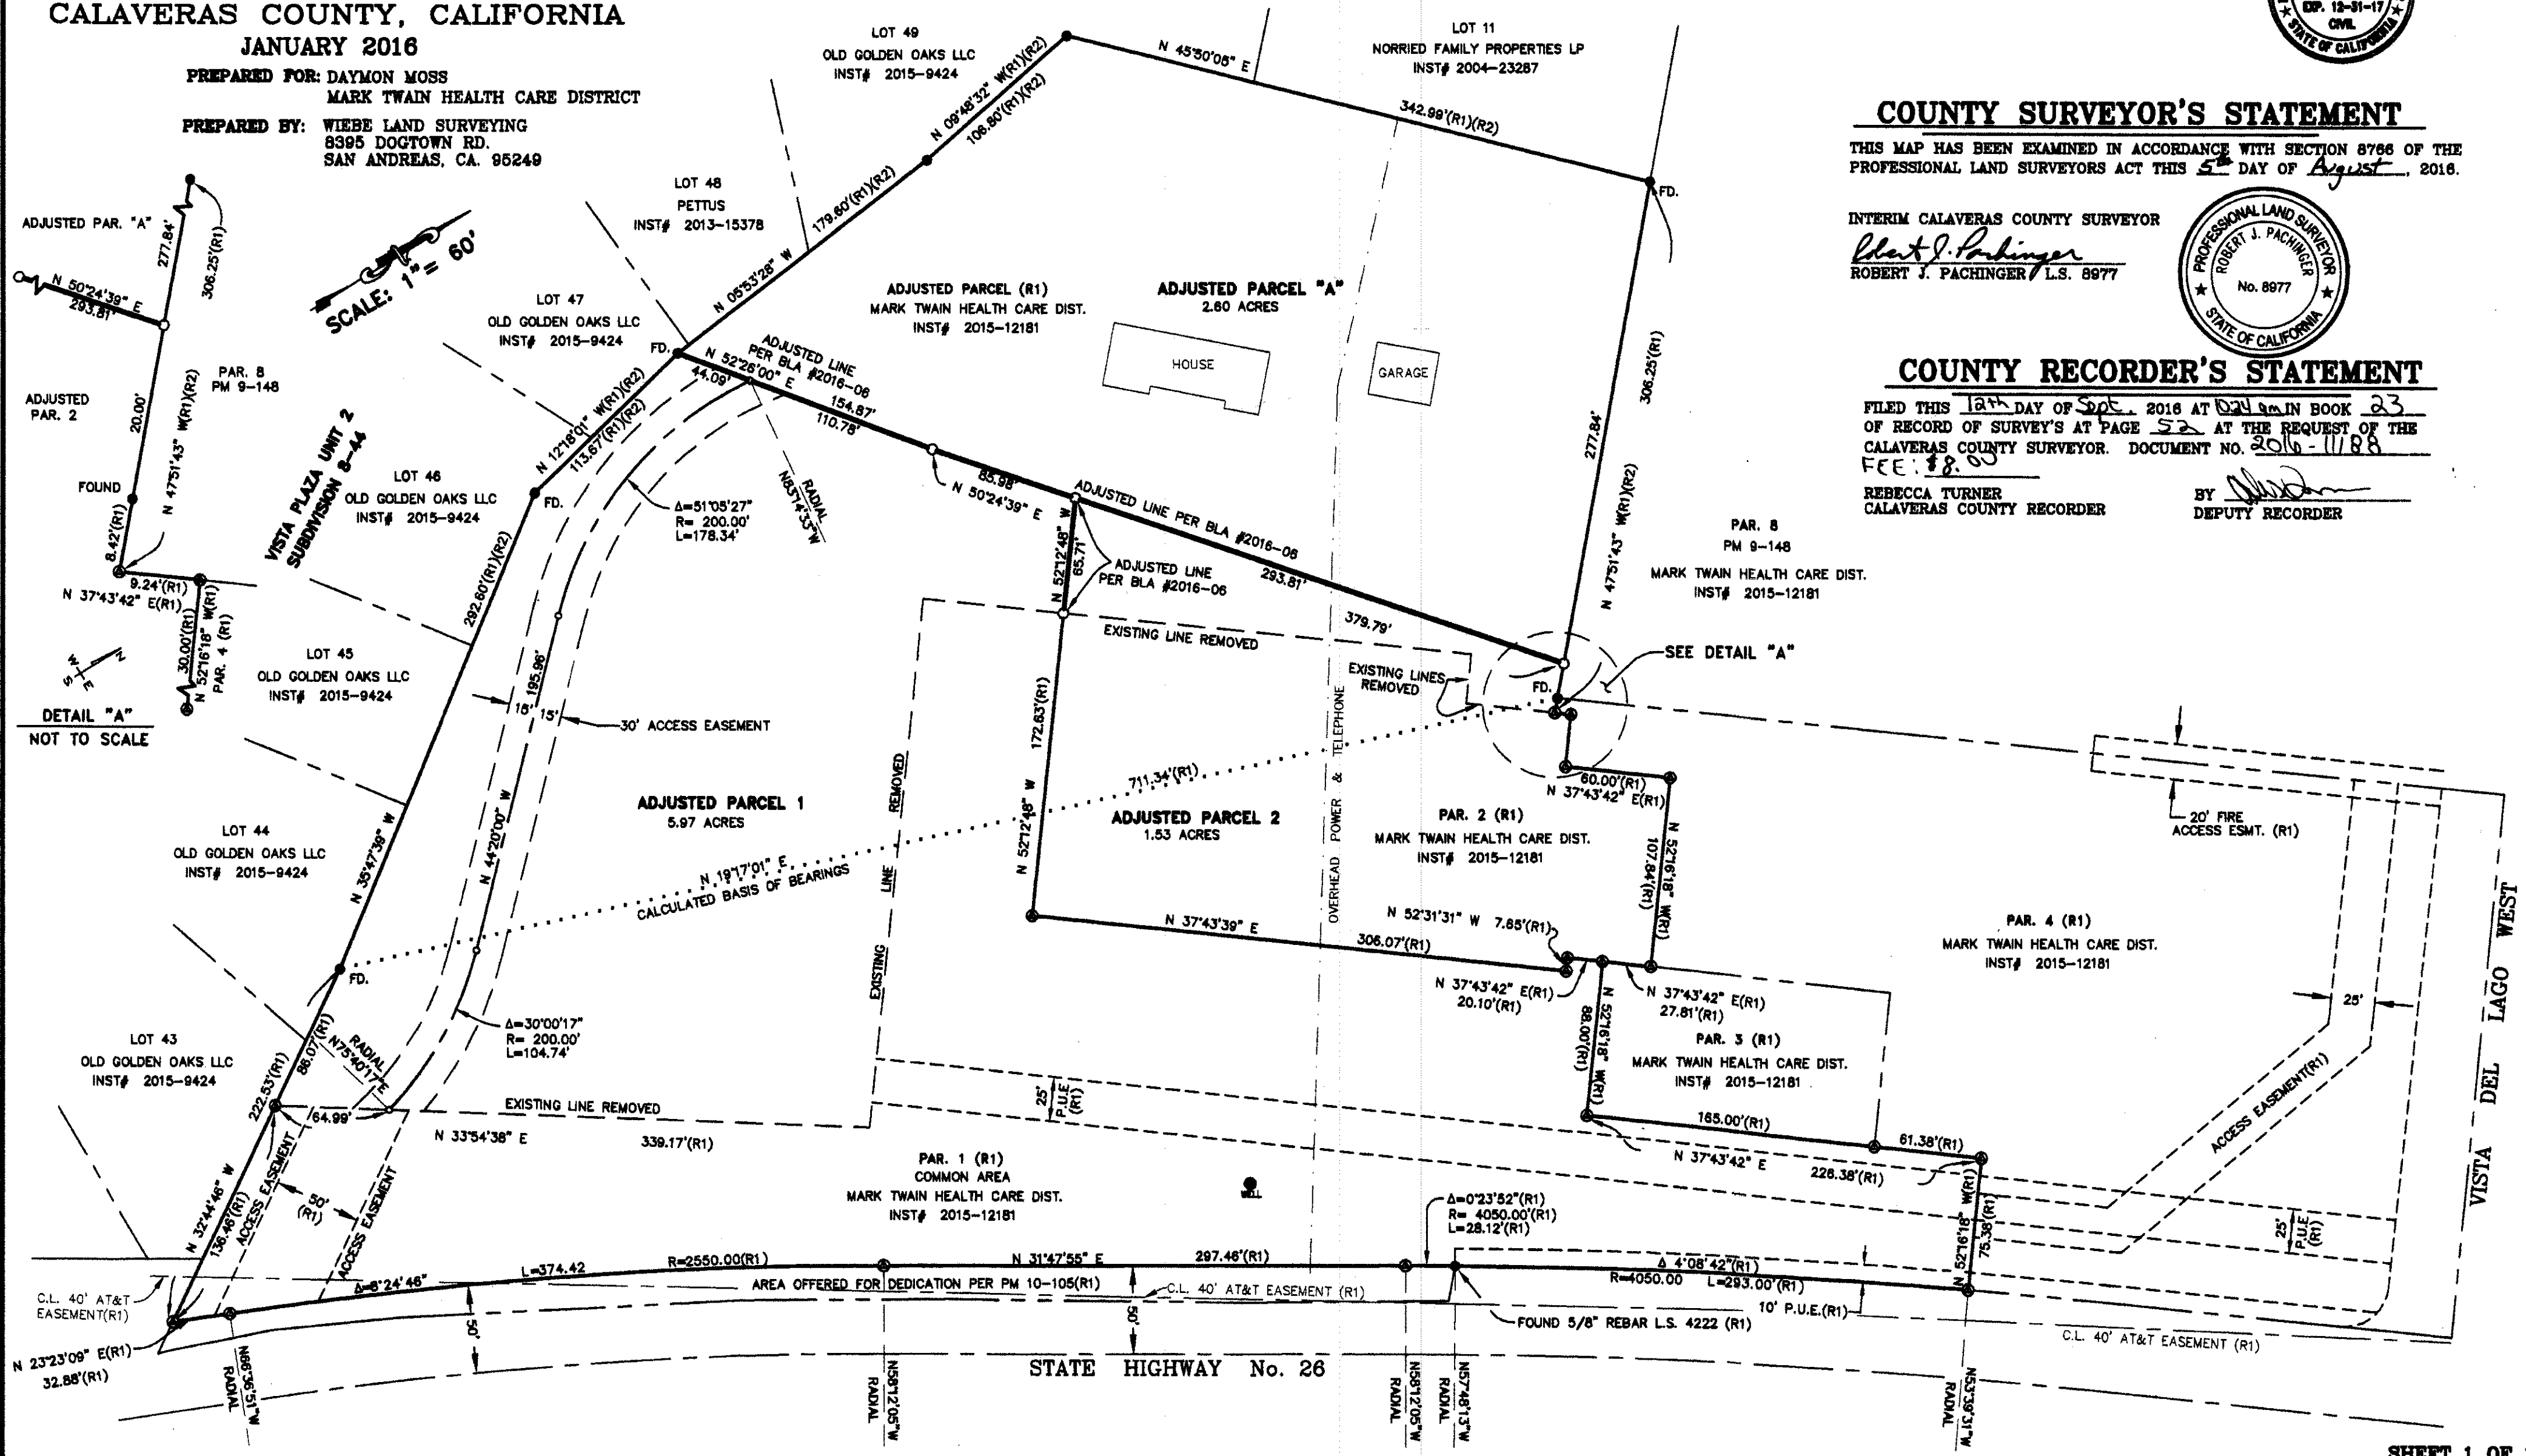 CALAVERAS COUNTY, CALIFORNIA
JANUARY 2016
PREPARED FOR: DAYMON MOSS
MARK TWAIN HEALTH CARE DISTRICT
PREPARED BY: WIEBE LAND SURVEYING
8395 DOGTOWN RD.
SAN ANDREAS, CA. 95249
EXP. 12-31-17
CIVIL
STATE OF CALIFORNIA
COUNTY SURVEYOR'S STATEMENT
THIS MAP HAS BEEN EXAMINED IN ACCORDANCE WITH SECTION 8766 OF THE
PROFESSIONAL LAND SURVEYORS ACT THIS 5th DAY OF August, 2016.
INTERIM CALAVERAS COUNTY SURVEYOR
Robert J. Pachinger
ROBERT J. PACHINGER L.S. 8977
PROFESSIONAL LAND SURVEYOR
ROBERT J. PACHINGER
No. 8977
STATE OF CALIFORNIA
COUNTY RECORDER'S STATEMENT
FILED THIS 12th DAY OF Sept. 2016 AT 10:24 am IN BOOK 23
OF RECORD OF SURVEY'S AT PAGE 52 AT THE REQUEST OF THE
CALAVERAS COUNTY SURVEYOR. DOCUMENT NO. 2016-11188
FEE: $8.00
REBECCA TURNER
CALAVERAS COUNTY RECORDER
BY
DEPUTY RECORDER
ADJUSTED PAR. "A"
277.84'
306.25'(R1)
N 50°24'39" E
293.81'
PAR. 8
PM 9-148
ADJUSTED
PAR. 2
20.00'
N 47°51'43" W(R1)(R2)
FOUND
8.42'(R1)
9.24'(R1)
N 37°43'42" E(R1)
30.00'(R1)
N 52°16'18" W(R1)
PAR. 4 (R1)
W
N
S
E
DETAIL "A"
NOT TO SCALE
SCALE: 1"= 60'
VISTA PLAZA UNIT 2
SUBDIVISION 8-44
LOT 49
OLD GOLDEN OAKS LLC
INST# 2015-9424
LOT 11
NORRIED FAMILY PROPERTIES LP
INST# 2004-23287
N 45°50'05" E
342.99'(R1)(R2)
N 09°48'32" W(R1)(R2)
106.80'(R1)(R2)
FD.
LOT 48
PETTUS
INST# 2013-15378
179.60'(R1)(R2)
N 05°53'28" W
LOT 47
OLD GOLDEN OAKS LLC
INST# 2015-9424
FD.
ADJUSTED PARCEL (R1)
MARK TWAIN HEALTH CARE DIST.
INST# 2015-12181
ADJUSTED PARCEL "A"
2.60 ACRES
HOUSE
GARAGE
306.25'(R1)
277.84'
N 47°51'43" W(R1)(R2)
ADJUSTED LINE
PER BLA #2016-06
N 52°26'00" E
44.09'
154.87'
110.78'
N 12°18'01" W(R1)(R2)
113.67'(R1)(R2)
RADIAL
N83°14'33"W
85.98'
N 50°24'39" E
ADJUSTED LINE PER BLA #2016-06
293.81'
379.79'
N 52°12'48" W
65.71'
ADJUSTED LINE
PER BLA #2016-06
PAR. 8
PM 9-148
MARK TWAIN HEALTH CARE DIST.
INST# 2015-12181
LOT 46
OLD GOLDEN OAKS LLC
INST# 2015-9424
FD.
Δ=51°05'27"
R= 200.00'
L=178.34'
292.60'(R1)(R2)
EXISTING LINE REMOVED
EXISTING LINES
REMOVED
SEE DETAIL "A"
FD.
LOT 45
OLD GOLDEN OAKS LLC
INST# 2015-9424
195.96'
15' 15'
30' ACCESS EASEMENT
172.63'(R1)
N 52°12'48" W
711.34'(R1)
OVERHEAD POWER & TELEPHONE
60.00'(R1)
N 37°43'42" E(R1)
20' FIRE
ACCESS ESMT. (R1)
ADJUSTED PARCEL 1
5.97 ACRES
ADJUSTED PARCEL 2
1.53 ACRES
PAR. 2 (R1)
MARK TWAIN HEALTH CARE DIST.
INST# 2015-12181
N 52°16'18" W(R1)
107.84'(R1)
LOT 44
OLD GOLDEN OAKS LLC
INST# 2015-9424
N 35°47'39" W
N 44°20'00" W
N 19°17'01" E
CALCULATED BASIS OF BEARINGS
EXISTING LINE REMOVED
N 37°43'39" E
306.07'(R1)
N 52°31'31" W 7.65'(R1)
PAR. 4 (R1)
MARK TWAIN HEALTH CARE DIST.
INST# 2015-12181
25'
VISTA DEL LAGO WEST
FD.
N 37°43'42" E(R1)
20.10'(R1)
N 37°43'42" E(R1)
27.81'(R1)
N 52°16'18" W(R1)
88.00'(R1)
PAR. 3 (R1)
MARK TWAIN HEALTH CARE DIST.
INST# 2015-12181
ACCESS EASEMENT(R1)
LOT 43
OLD GOLDEN OAKS LLC
INST# 2015-9424
222.53'(R1)
86.07'(R1)
RADIAL
N75°40'17"E
Δ=30°00'17"
R= 200.00'
L=104.74'
64.99'
EXISTING LINE REMOVED
N 33°54'38" E
339.17'(R1)
25'
P.U.E
(R1)
165.00'(R1)
61.38'(R1)
N 37°43'42" E
226.38'(R1)
N 32°44'46" W
136.46'(R1)
ACCESS EASEMENT
50'
(R1)
ACCESS EASEMENT
PAR. 1 (R1)
COMMON AREA
MARK TWAIN HEALTH CARE DIST.
INST# 2015-12181
WELL
Δ=0°23'52"(R1)
R= 4050.00'(R1)
L=28.12'(R1)
N 52°16'18" W(R1)
75.38'(R1)
25'
P.U.E
(R1)
C.L. 40' AT&T
EASEMENT(R1)
Δ=8°24'46"
L=374.42
R=2550.00(R1)
N 31°47'55" E
297.46'(R1)
Δ 4°08'42"(R1)
R=4050.00 L=293.00'(R1)
AREA OFFERED FOR DEDICATION PER PM 10-105(R1)
C.L. 40' AT&T EASEMENT (R1)
10' P.U.E.(R1)
FOUND 5/8" REBAR L.S. 4222 (R1)
C.L. 40' AT&T EASEMENT (R1)
50'
50'
N 23°23'09" E(R1)
32.88'(R1)
STATE HIGHWAY No. 26
N66°36'51"W
RADIAL
N58°12'05"W
RADIAL
N58°12'05"W
RADIAL
N57°48'13"W
RADIAL
N53°39'31"W
RADIAL
SHEET 1 OF